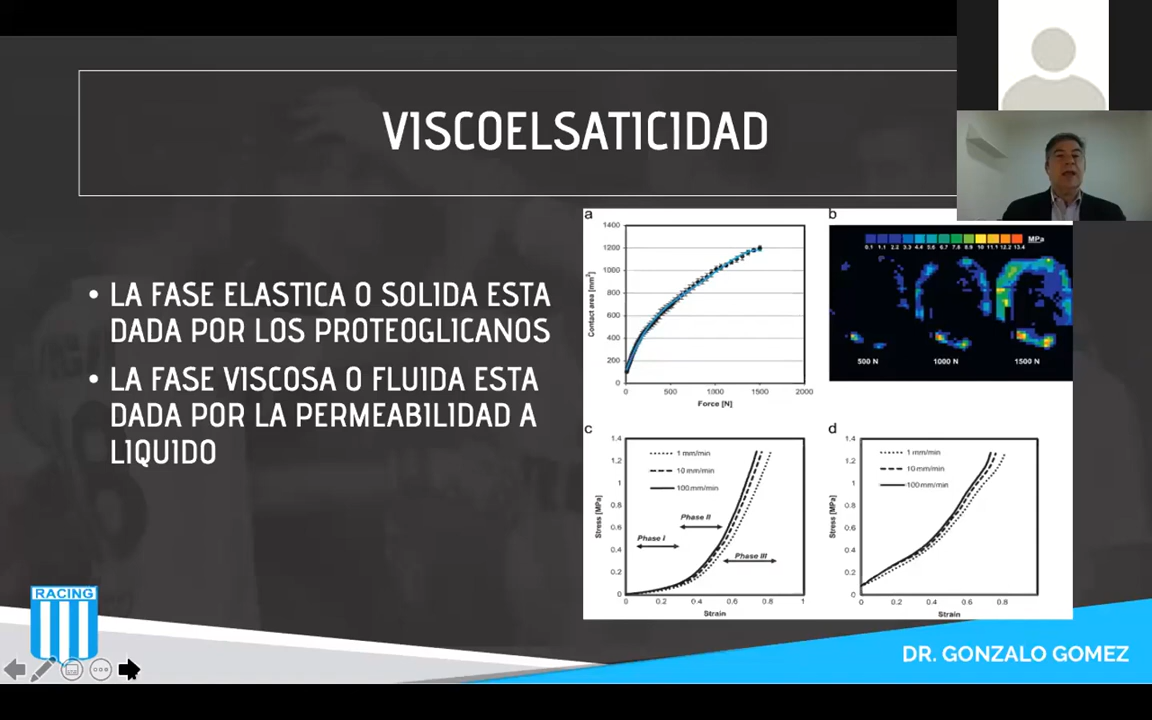 VISCOELSATICIDAD
• LA FASE ELASTICA O SOLIDA ESTA
DADA POR LOS PROTEOGLICANOS
• LA FASE VISCOSA O FLUIDA ESTA
DADA POR LA PERMEABILIDAD A
LIQUIDO
a
1400
1200
1000
800
600
400
200
0
Contact area [mm²]
0 500 1000 1500 2000
Force [N]
b
MPa
0.1 1.1 2.2 3.3 4.4 5.6 6.7 7.8 8.9 10 11.1 12.2 13.4
500 N 1000 N 1500 N
c
1.4
1.2
1
0.8
0.6
0.4
0.2
0
Stress [MPa]
1 mm/min
10 mm/min
100 mm/min
Phase I
Phase II
Phase III
0 0.2 0.4 0.6 0.8 1
Strain
d
1.4
1.2
1
0.8
0.6
0.4
0.2
0
Stress [MPa]
1 mm/min
10 mm/min
100 mm/min
0 0.2 0.4 0.6 0.8
Strain
RACING
DR. GONZALO GOMEZ